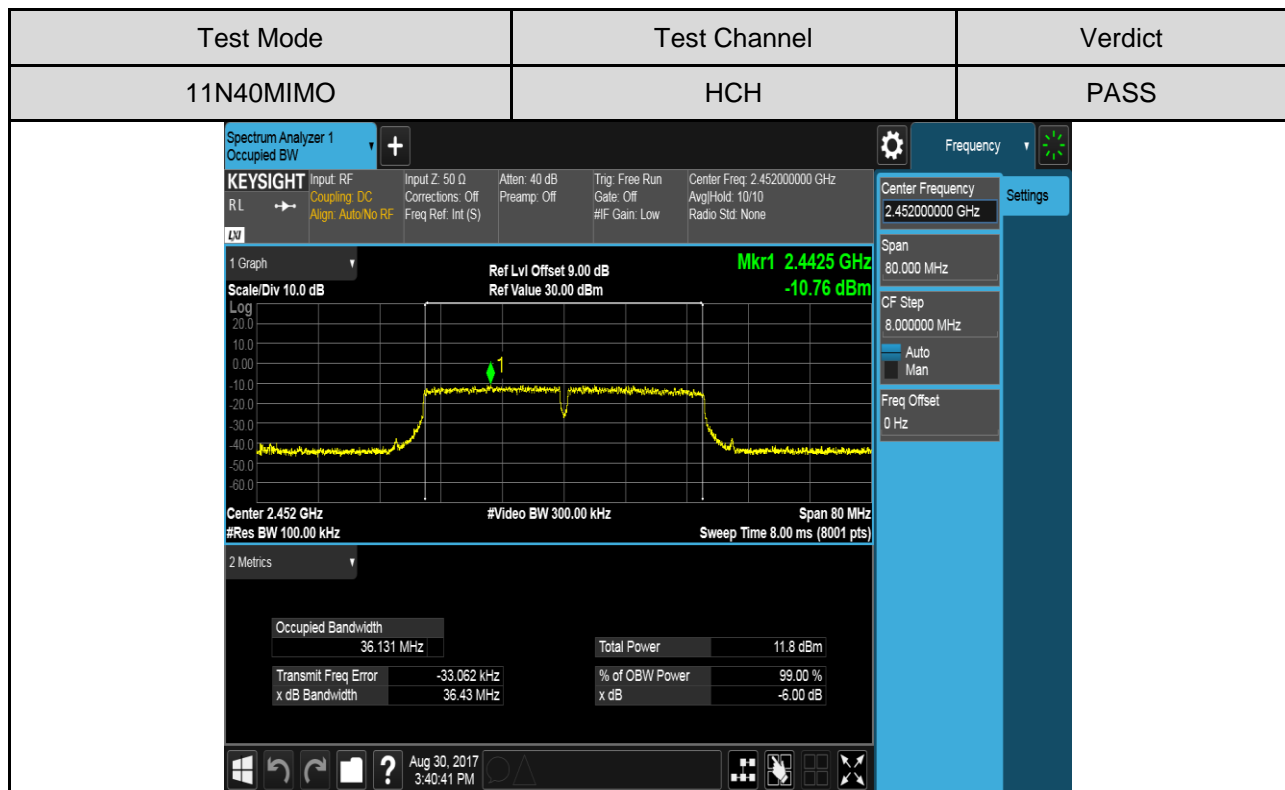 Test Mode Test Channel Verdict
11N40MIMO HCH PASS
Spectrum Analyzer 1
Occupied BW
+
Frequency
KEYSIGHT Input: RF Input Z: 50 Ω Atten: 40 dB Trig: Free Run Center Freq: 2.452000000 GHz
RL Coupling: DC Corrections: Off Preamp: Off Gate: Off Avg|Hold: 10/10
Align: Auto/No RF Freq Ref: Int (S) #IF Gain: Low Radio Std: None
LXI
Center Frequency
2.452000000 GHz
Settings
Span
80.000 MHz
CF Step
8.000000 MHz
Auto
Man
Freq Offset
0 Hz
1 Graph Ref Lvl Offset 9.00 dB Mkr1 2.4425 GHz
Scale/Div 10.0 dB Ref Value 30.00 dBm -10.76 dBm
Log
20.0
10.0
0.00
1
-10.0
-20.0
-30.0
-40.0
-50.0
-60.0
Center 2.452 GHz #Video BW 300.00 kHz Span 80 MHz
#Res BW 100.00 kHz Sweep Time 8.00 ms (8001 pts)
2 Metrics
Occupied Bandwidth
36.131 MHz Total Power 11.8 dBm
Transmit Freq Error -33.062 kHz % of OBW Power 99.00 %
x dB Bandwidth 36.43 MHz x dB -6.00 dB
? Aug 30, 2017
3:40:41 PM